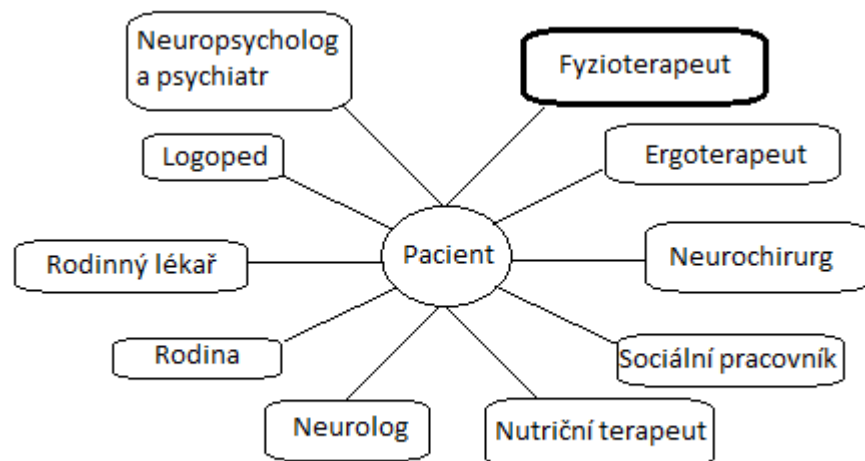 Neuropsycholog
a psychiatr
Fyzioterapeut
Logoped
Ergoterapeut
Rodinný lékař
Pacient
Neurochirurg
Rodina
Sociální pracovník
Neurolog
Nutriční terapeut